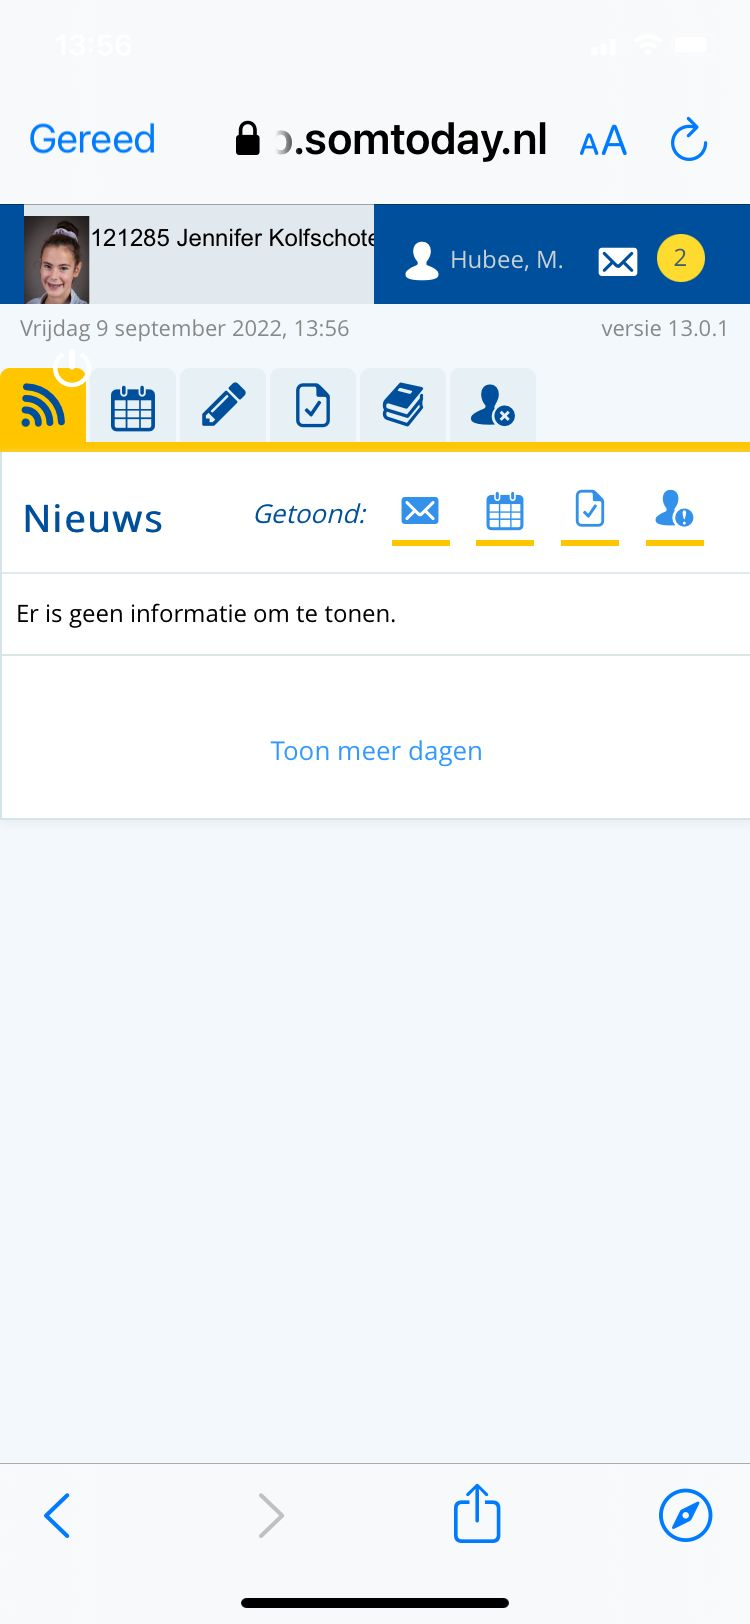 13:56
Gereed
.somtoday.nl
AA
121285 Jennifer Kolfschote
Hubee, M.
2
Vrijdag 9 september 2022, 13:56
versie 13.0.1
Nieuws
Getoond:
Er is geen informatie om te tonen.
Toon meer dagen